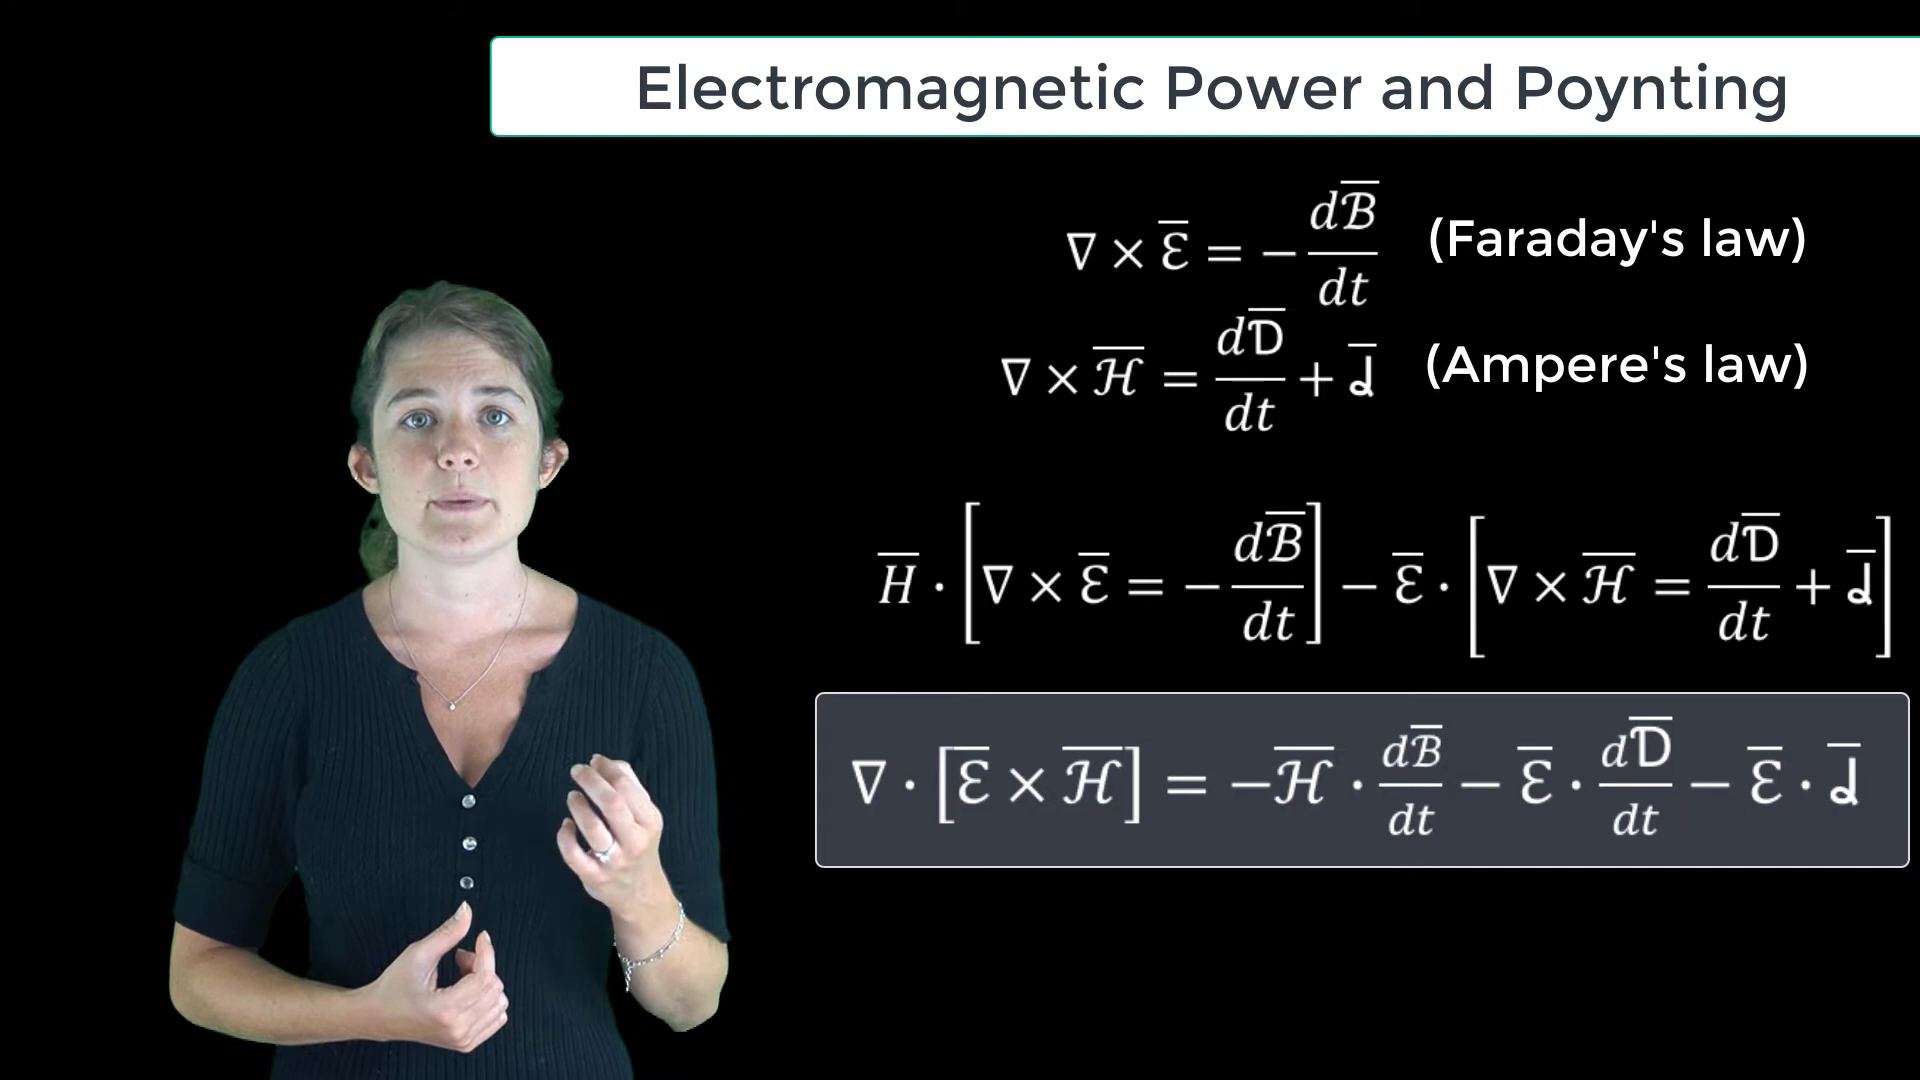 Electromagnetic Power and Poynting
∇ × ℰ̅ = − dℬ̅/dt (Faraday's law)
∇ × ℋ̅ = d𝒟̅/dt + 𝒥̅ (Ampere's law)
H̅ · [∇ × ℰ̅ = − dℬ̅/dt] − ℰ̅ · [∇ × ℋ̅ = d𝒟̅/dt + 𝒥̅]
∇ · [ℰ̅ × ℋ̅] = −ℋ̅ · dℬ̅/dt − ℰ̅ · d𝒟̅/dt − ℰ̅ · 𝒥̅